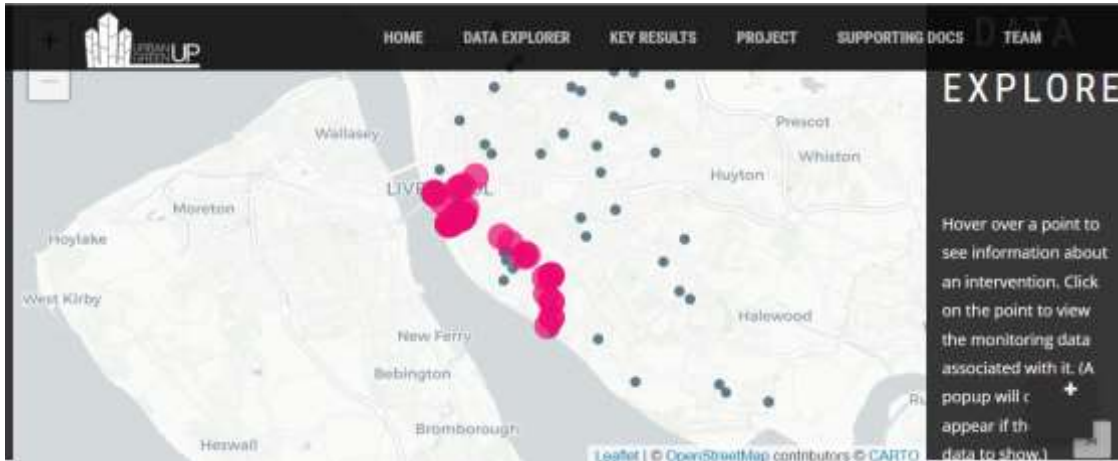 URBAN
GREEN UP
HOME DATA EXPLORER KEY RESULTS PROJECT SUPPORTING DOCS TEAM
DATA
EXPLORE
Wallasey
Prescot
Whiston
Huyton
Moreton
Hoylake
West Kirby
Halewood
New Ferry
Bebington
Bromborough
Heswall
Hover over a point to
see information about
an intervention. Click
on the point to view
the monitoring data
associated with it. (A
popup will
appear if th
data to show.)
Leaflet | © OpenStreetMap contributors © CARTO